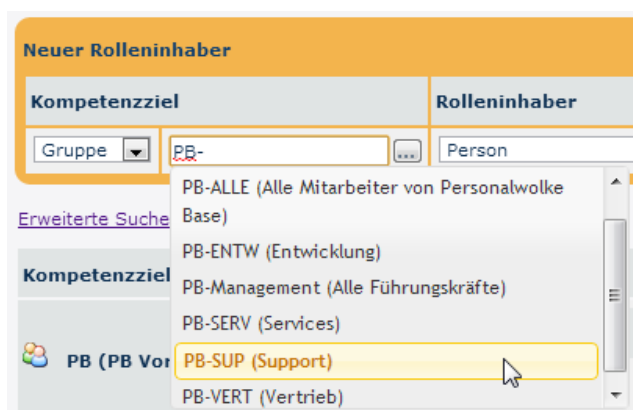 Neuer Rolleninhaber
Kompetenzziel Rolleninhaber
Gruppe PB- ... Person
PB-ALLE (Alle Mitarbeiter von Personalwolke
Base)
Erweiterte Suche
PB-ENTW (Entwicklung)
Kompetenzziel
PB-Management (Alle Führungskräfte)
PB-SERV (Services)
PB (PB Vor
PB-SUP (Support)
PB-VERT (Vertrieb)